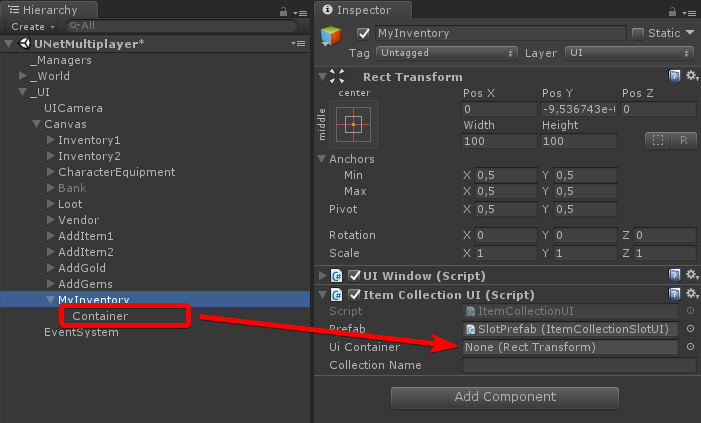 Hierarchy
Create
All
UNetMultiplayer*
_Managers
_World
_UI
UICamera
Canvas
Inventory1
Inventory2
CharacterEquipment
Bank
Loot
Vendor
AddItem1
AddItem2
AddGold
AddGems
MyInventory
Container
EventSystem
Inspector
MyInventory
Static
Tag Untagged Layer UI
Rect Transform
center
middle
Pos X Pos Y Pos Z
0 -9,536743e-( 0
Width Height
100 100
R
Anchors
Min X 0,5 Y 0,5
Max X 0,5 Y 0,5
Pivot X 0,5 Y 0,5
Rotation X 0 Y 0 Z 0
Scale X 1 Y 1 Z 1
UI Window (Script)
Item Collection UI (Script)
Script ItemCollectionUI
Prefab SlotPrefab (ItemCollectionSlotUI)
Ui Container None (Rect Transform)
Collection Name
Add Component